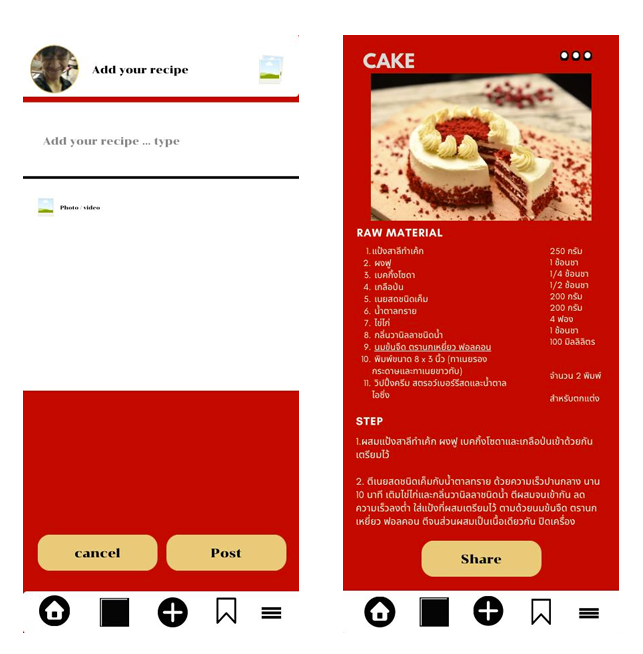 Add your recipe
Add your recipe ... type
Photo / video
cancel
Post
CAKE
RAW MATERIAL
1. แป้งสาลีทำเค้ก 250 กรัม
2. ผงฟู 1 ช้อนชา
3. เบคกิ้งโซดา 1/4 ช้อนชา
4. เกลือป่น 1/2 ช้อนชา
5. เนยสดชนิดเค็ม 200 กรัม
6. น้ำตาลทราย 200 กรัม
7. ไข่ไก่ 4 ฟอง
8. กลิ่นวานิลลาชนิดน้ำ 1 ช้อนชา
9. นมข้นจืด ตรานกเหยี่ยว ฟอลคอน 100 มิลลิลิตร
10. พิมพ์ขนาด 8 x 3 นิ้ว (ทาเนยรอง
กระดาษและทาเนยขาวทับ) จำนวน 2 พิมพ์
11. วิปปิ้งครีม สตรอว์เบอร์รีสดและน้ำตาล
ไอซิ่ง สำหรับตกแต่ง
STEP
1.ผสมแป้งสาลีทำเค้ก ผงฟู เบคกิ้งโซดาและเกลือป่นเข้าด้วยกัน
เตรียมไว้
2. ตีเนยสดชนิดเค็มกับน้ำตาลทราย ด้วยความเร็วปานกลาง นาน
10 นาที เติมไข่ไก่และกลิ่นวานิลลาชนิดน้ำ ตีผสมจนเข้ากัน ลด
ความเร็วลงต่ำ ใส่แป้งที่ผสมเตรียมไว้ ตามด้วยนมข้นจืด ตรานก
เหยี่ยว ฟอลคอน ตีจนส่วนผสมเป็นเนื้อเดียวกัน ปิดเครื่อง
Share